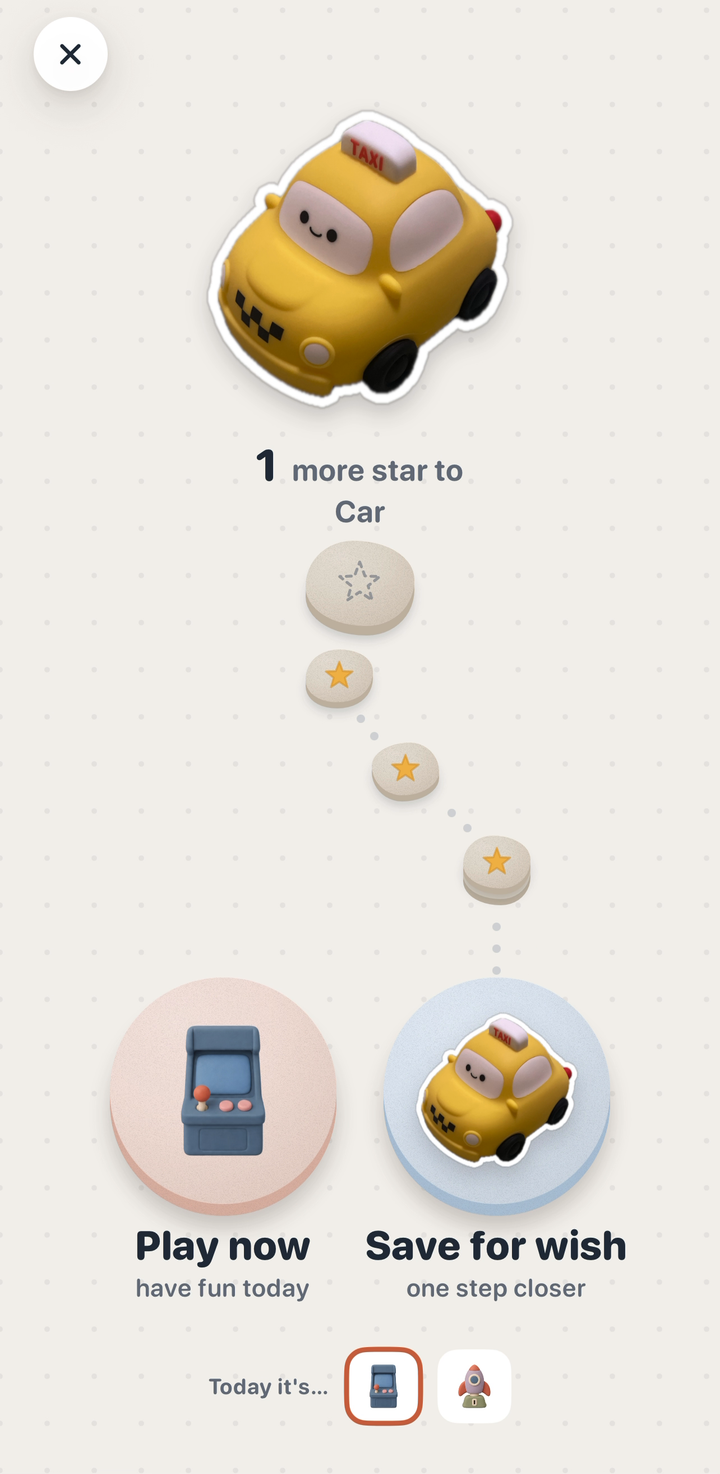 TAXI
1 more star to
Car
TAXI
Play now
Save for wish
have fun today
one step closer
Today it's...